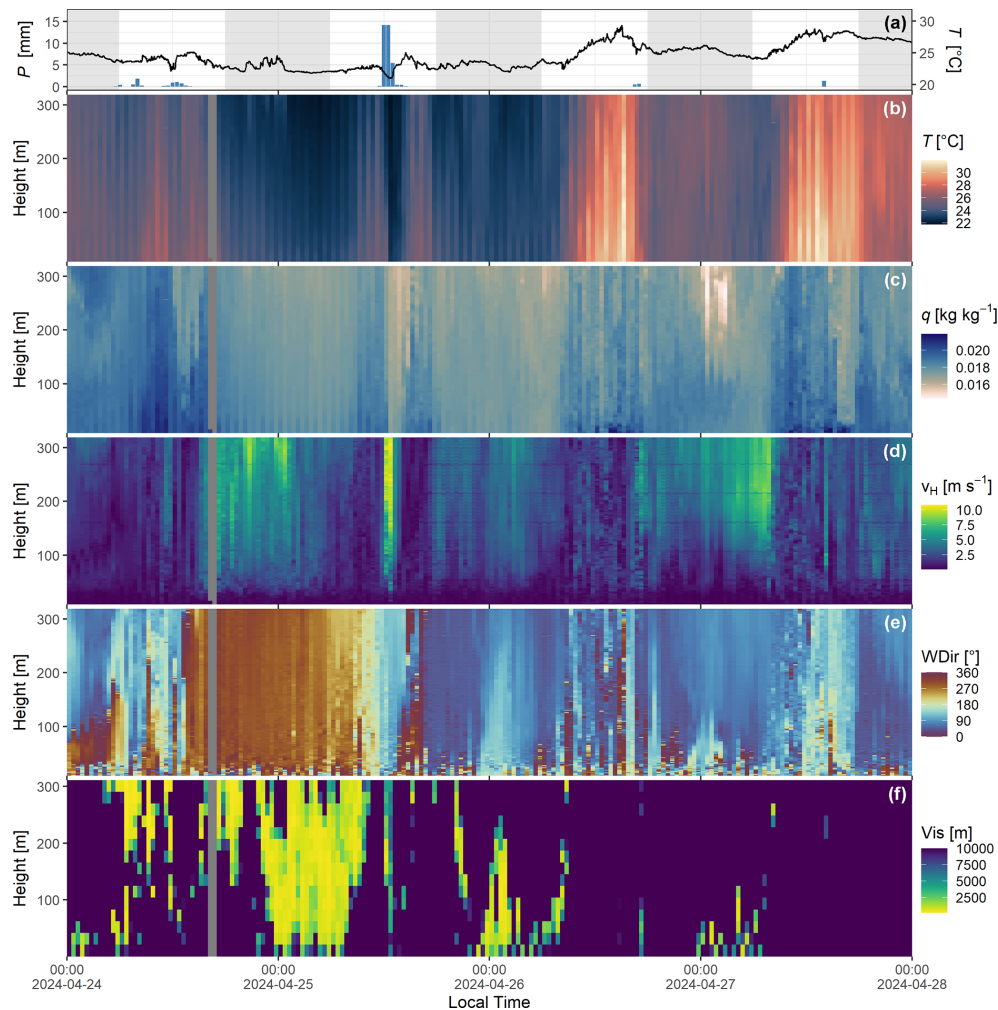 (a)
P [mm]
15
10
5
0
30
25
20
T [°C]
(b)
Height [m]
300
200
100
T [°C]
30
28
26
24
22
(c)
Height [m]
300
200
100
q [kg kg⁻¹]
0.020
0.018
0.016
(d)
Height [m]
300
200
100
vH [m s⁻¹]
10.0
7.5
5.0
2.5
(e)
Height [m]
300
200
100
WDir [°]
360
270
180
90
0
(f)
Height [m]
300
200
100
Vis [m]
10000
7500
5000
2500
00:00 00:00 00:00 00:00 00:00
2024-04-24 2024-04-25 2024-04-26 2024-04-27 2024-04-28
Local Time